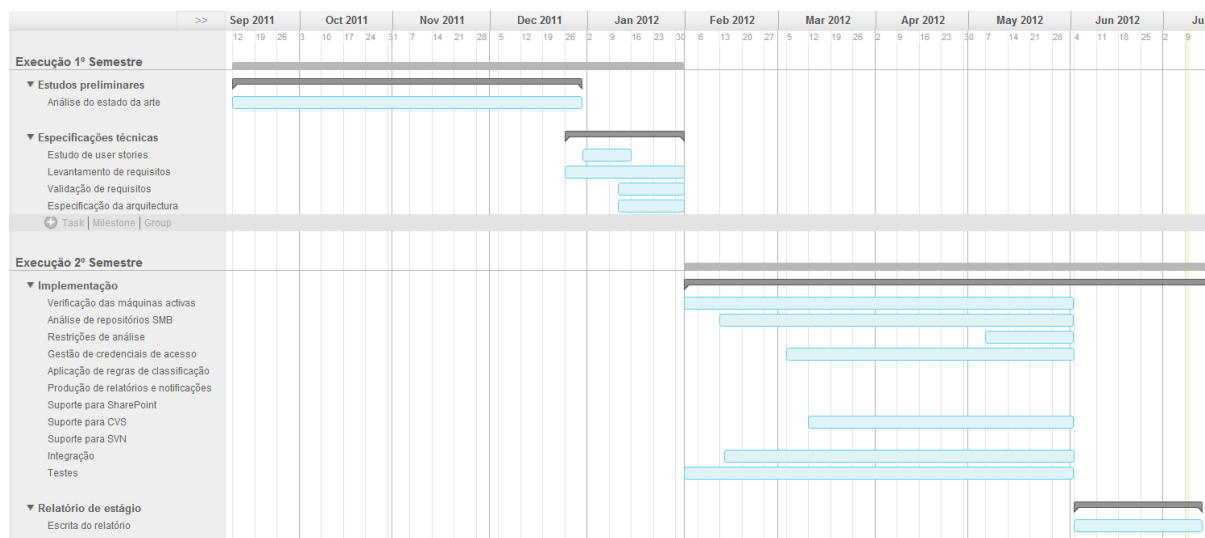 >> Sep 2011 Oct 2011 Nov 2011 Dec 2011 Jan 2012 Feb 2012 Mar 2012 Apr 2012 May 2012 Jun 2012 Ju
12 19 26 3 10 17 24 31 7 14 21 28 5 12 19 26 2 9 16 23 30 6 13 20 27 5 12 19 26 2 9 16 23 30 7 14 21 28 4 11 18 25 2 9
Execução 1º Semestre
Estudos preliminares
Análise do estado da arte
Especificações técnicas
Estudo de user stories
Levantamento de requisitos
Validação de requisitos
Especificação da arquitectura
Task | Milestone | Group
Execução 2º Semestre
Implementação
Verificação das máquinas activas
Análise de repositórios SMB
Restrições de análise
Gestão de credenciais de acesso
Aplicação de regras de classificação
Produção de relatórios e notificações
Suporte para SharePoint
Suporte para CVS
Suporte para SVN
Integração
Testes
Relatório de estágio
Escrita do relatório